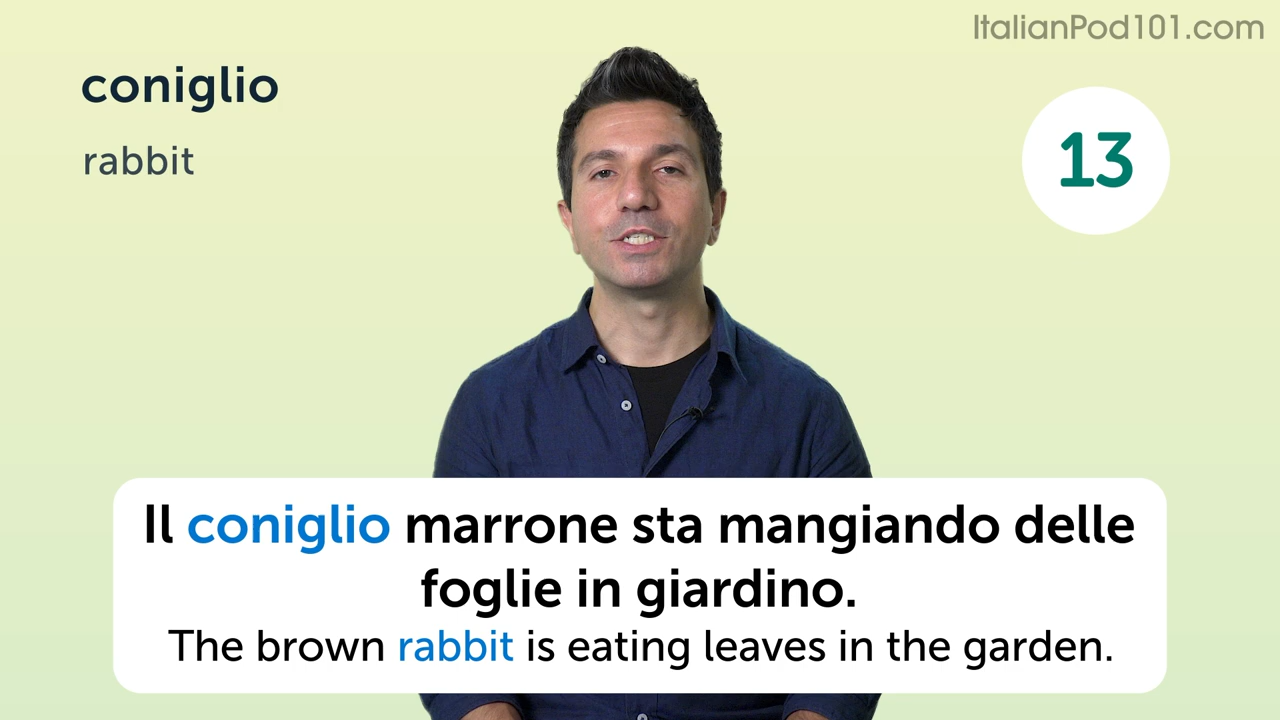 ItalianPod101.com
coniglio
rabbit
13
Il coniglio marrone sta mangiando delle
foglie in giardino.
The brown rabbit is eating leaves in the garden.